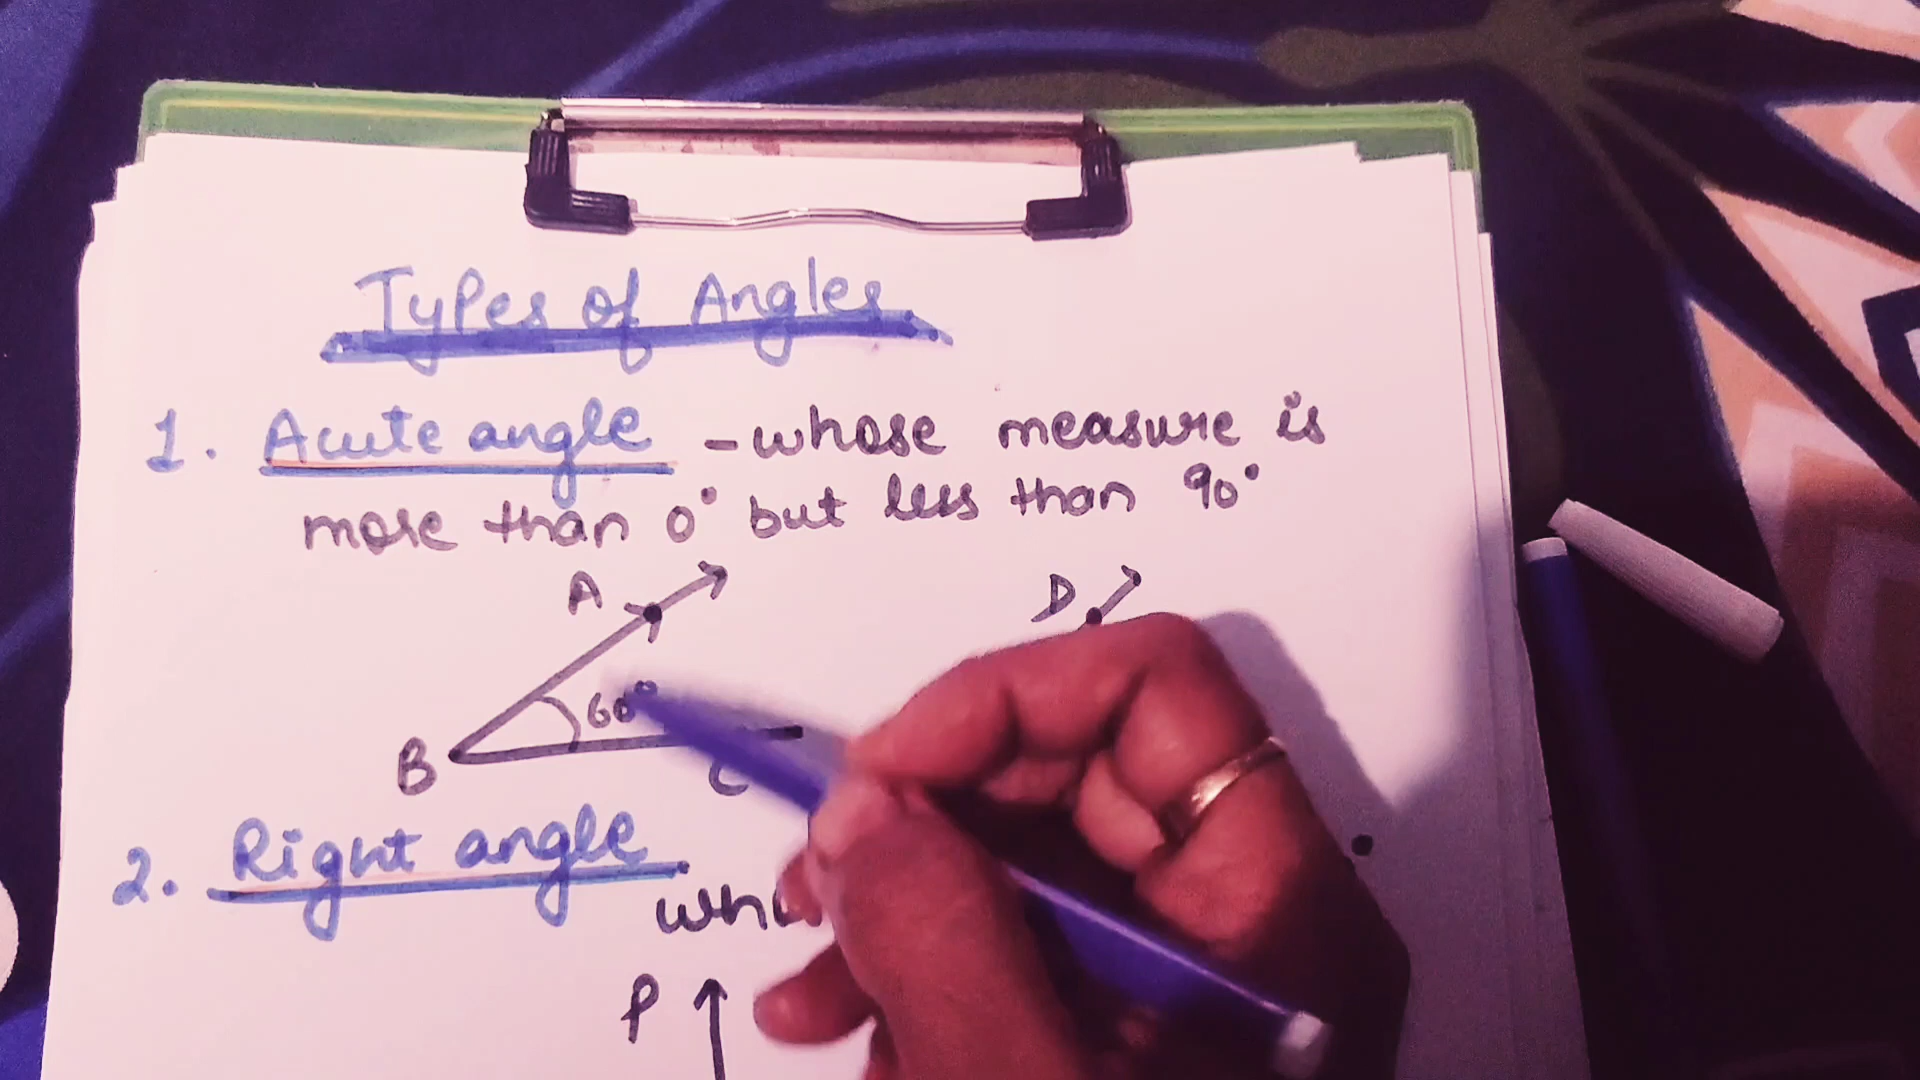 Types of Angles
1. Acute angle - whose measure is
more than 0° but less than 90°
A
D
60°
B
C
2. Right angle
P